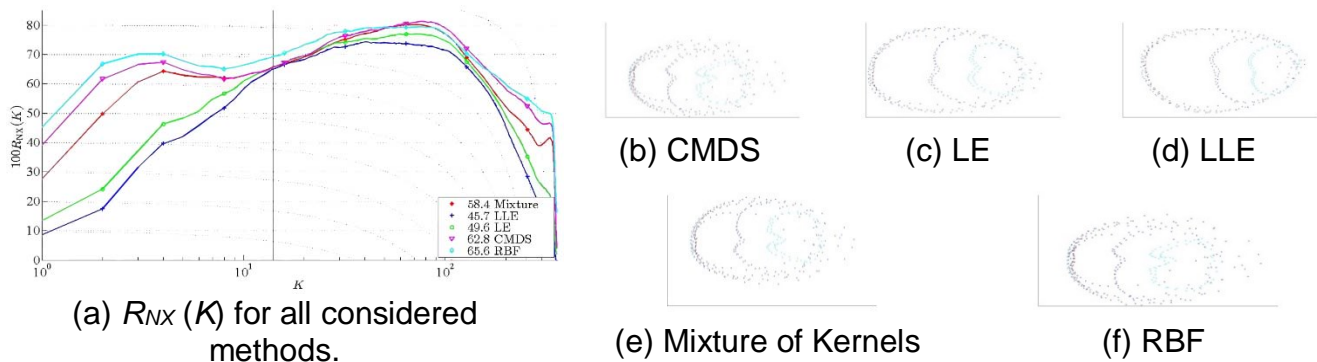 80
70
60
50
40
30
20
10
0
100R_NX(K)
10^0
10^1
10^2
K
58.4 Mixture
45.7 LLE
49.6 LE
62.8 CMDS
65.6 RBF
(a) R_NX (K) for all considered
methods.
(b) CMDS
(c) LE
(d) LLE
(e) Mixture of Kernels
(f) RBF